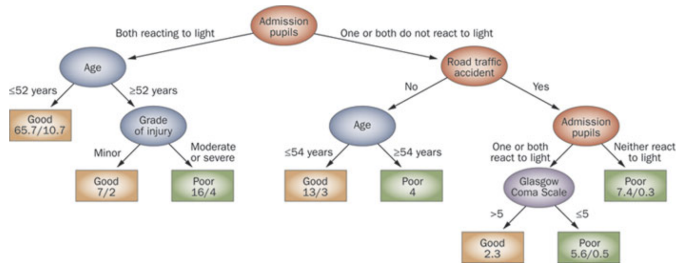 Admission
pupils
Both reacting to light
One or both do not react to light
Age
Road traffic
accident
≤52 years
≥52 years
No
Yes
Good
65.7/10.7
Grade
of injury
Age
Admission
pupils
Minor
Moderate
or severe
≤54 years
≥54 years
One or both
react to light
Neither react
to light
Good
7/2
Poor
16/4
Good
13/3
Poor
4
Glasgow
Coma Scale
Poor
7.4/0.3
>5
≤5
Good
2.3
Poor
5.6/0.5